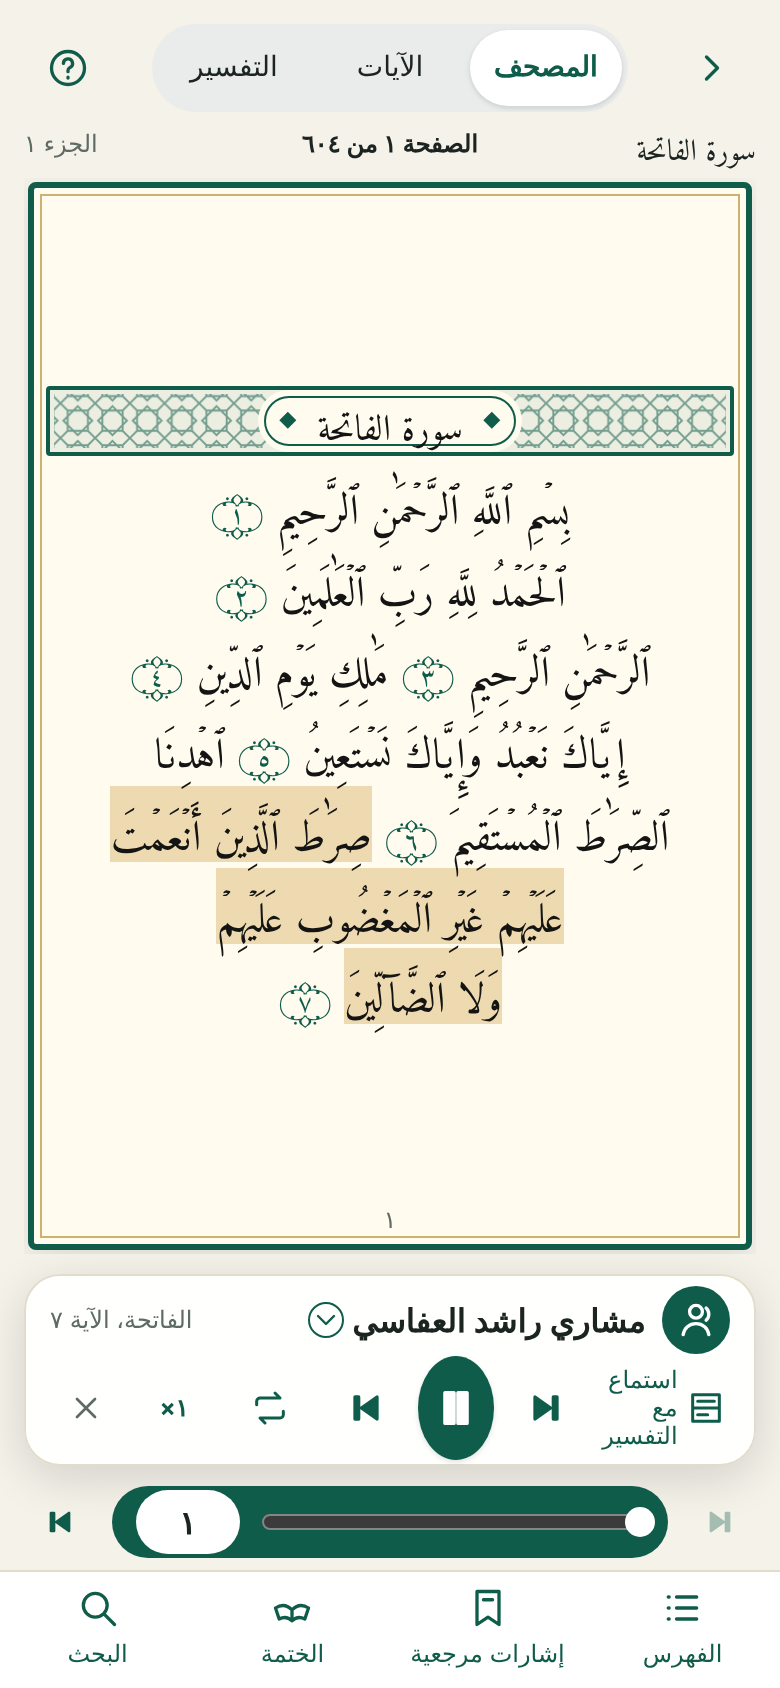 المصحف
الآيات
التفسير
سورة الفاتحة
الصفحة ١ من ٦٠٤
الجزء ١
سورة الفاتحة
بِسْمِ ٱللَّهِ ٱلرَّحْمَٰنِ ٱلرَّحِيمِ ١
ٱلْحَمْدُ لِلَّهِ رَبِّ ٱلْعَٰلَمِينَ ٢
ٱلرَّحْمَٰنِ ٱلرَّحِيمِ ٣ مَٰلِكِ يَوْمِ ٱلدِّينِ ٤
إِيَّاكَ نَعْبُدُ وَإِيَّاكَ نَسْتَعِينُ ٥ ٱهْدِنَا
ٱلصِّرَٰطَ ٱلْمُسْتَقِيمَ ٦ صِرَٰطَ ٱلَّذِينَ أَنْعَمْتَ
عَلَيْهِمْ غَيْرِ ٱلْمَغْضُوبِ عَلَيْهِمْ
وَلَا ٱلضَّآلِّينَ ٧
١
مشاري راشد العفاسي
الفاتحة، الآية ٧
استماع
مع
التفسير
١×
١
الفهرس
إشارات مرجعية
الختمة
البحث